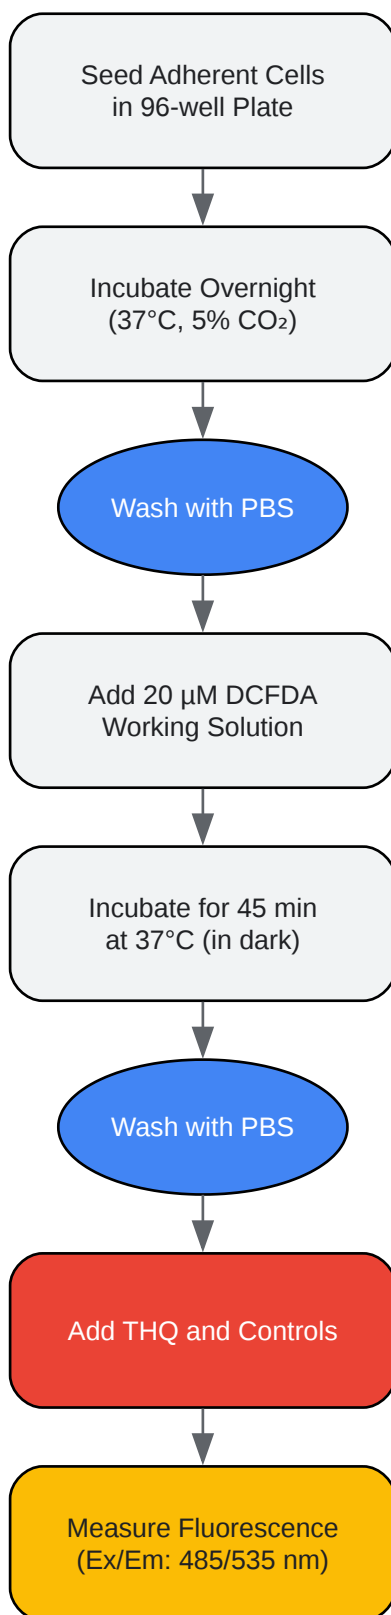 Seed Adherent Cells
in 96-well Plate
Incubate Overnight
(37°C, 5% CO₂)
Wash with PBS
Add 20 µM DCFDA
Working Solution
Incubate for 45 min
at 37°C (in dark)
Wash with PBS
Add THQ and Controls
Measure Fluorescence
(Ex/Em: 485/535 nm)